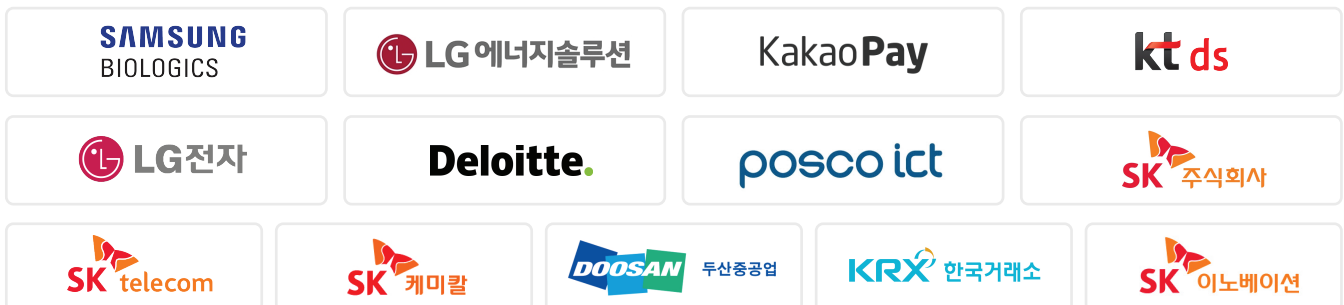 SAMSUNG
BIOLOGICS
LG에너지솔루션
KakaoPay
kt ds
LG전자
Deloitte.
posco ict
SK 주식회사
SK telecom
SK 케미칼
DOOSAN 두산중공업
KRX 한국거래소
SK 이노베이션